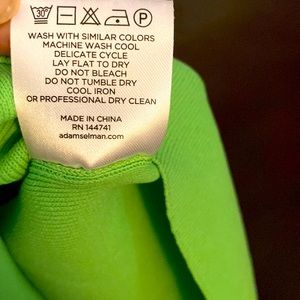 30°
P
WASH WITH SIMILAR COLORS
MACHINE WASH COOL
DELICATE CYCLE
LAY FLAT TO DRY
DO NOT BLEACH
DO NOT TUMBLE DRY
COOL IRON
OR PROFESSIONAL DRY CLEAN
MADE IN CHINA
RN 144741
adamselman.com